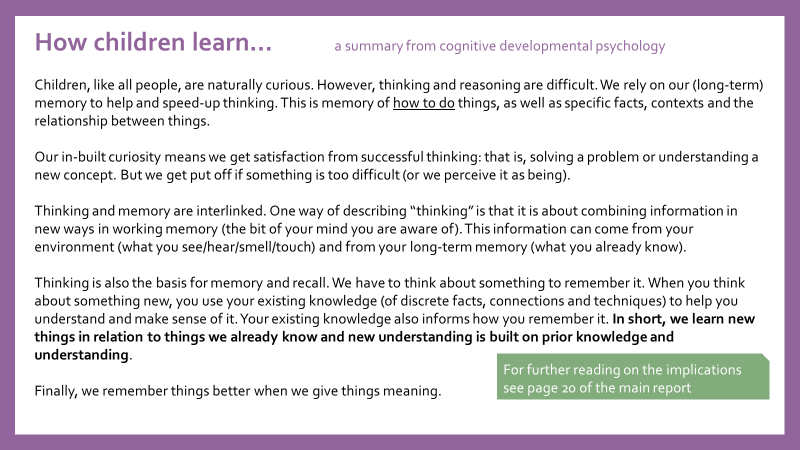 How children learn...
a summary from cognitive developmental psychology
Children, like all people, are naturally curious. However, thinking and reasoning are difficult. We rely on our (long-term)
memory to help and speed-up thinking. This is memory of how to do things, as well as specific facts, contexts and the
relationship between things.
Our in-built curiosity means we get satisfaction from successful thinking: that is, solving a problem or understanding a
new concept. But we get put off if something is too difficult (or we perceive it as being).
Thinking and memory are interlinked. One way of describing “thinking” is that it is about combining information in
new ways in working memory (the bit of your mind you are aware of). This information can come from your
environment (what you see/hear/smell/touch) and from your long-term memory (what you already know).
Thinking is also the basis for memory and recall. We have to think about something to remember it. When you think
about something new, you use your existing knowledge (of discrete facts, connections and techniques) to help you
understand and make sense of it. Your existing knowledge also informs how you remember it. In short, we learn new
things in relation to things we already know and new understanding is built on prior knowledge and
understanding.
Finally, we remember things better when we give things meaning.
For further reading on the implications
see page 20 of the main report